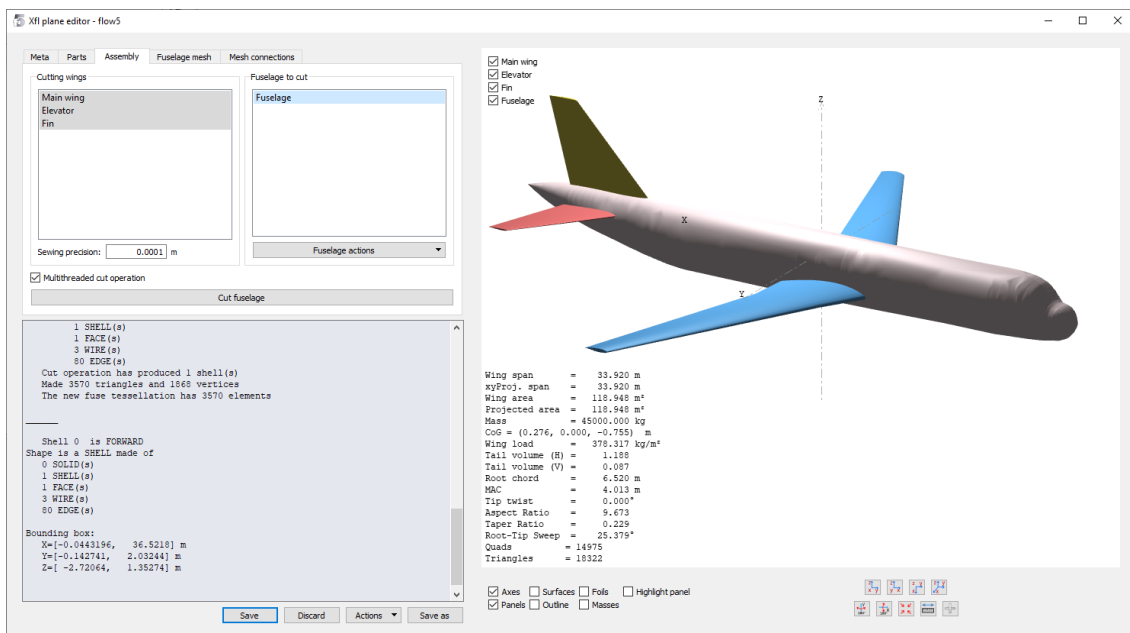 Xfl plane editor - flow5
Meta Parts Assembly Fuselage mesh Mesh connections
Cutting wings
Main wing
Elevator
Fin
Sewing precision: 0.0001 m
Fuselage to cut
Fuselage
Fuselage actions
Multithreaded cut operation
Cut fuselage
1 SHELL(s)
1 FACE(s)
3 WIRE(s)
80 EDGE(s)
Cut operation has produced 1 shell(s)
Made 3570 triangles and 1868 vertices
The new fuse tessellation has 3570 elements
Shell 0 is FORWARD
Shape is a SHELL made of
0 SOLID(s)
1 SHELL(s)
1 FACE(s)
3 WIRE(s)
80 EDGE(s)
Bounding box:
X=[-0.0443196, 36.5218] m
Y=[-0.142741, 2.03244] m
Z=[ -2.72064, 1.35274] m
Save Discard Actions Save as
Main wing
Elevator
Fin
Fuselage
Z
X
Y
Wing span = 33.920 m
xyProj. span = 33.920 m
Wing area = 118.948 m²
Projected area = 118.948 m²
Mass = 45000.000 kg
CoG = (0.276, 0.000, -0.755) m
Wing load = 378.317 kg/m²
Tail volume (H) = 1.188
Tail volume (V) = 0.087
Root chord = 6.520 m
MAC = 4.013 m
Tip twist = 0.000°
Aspect Ratio = 9.673
Taper Ratio = 0.229
Root-Tip Sweep = 25.379°
Quads = 14975
Triangles = 18322
Axes Surfaces Foils Highlight panel
Panels Outline Masses